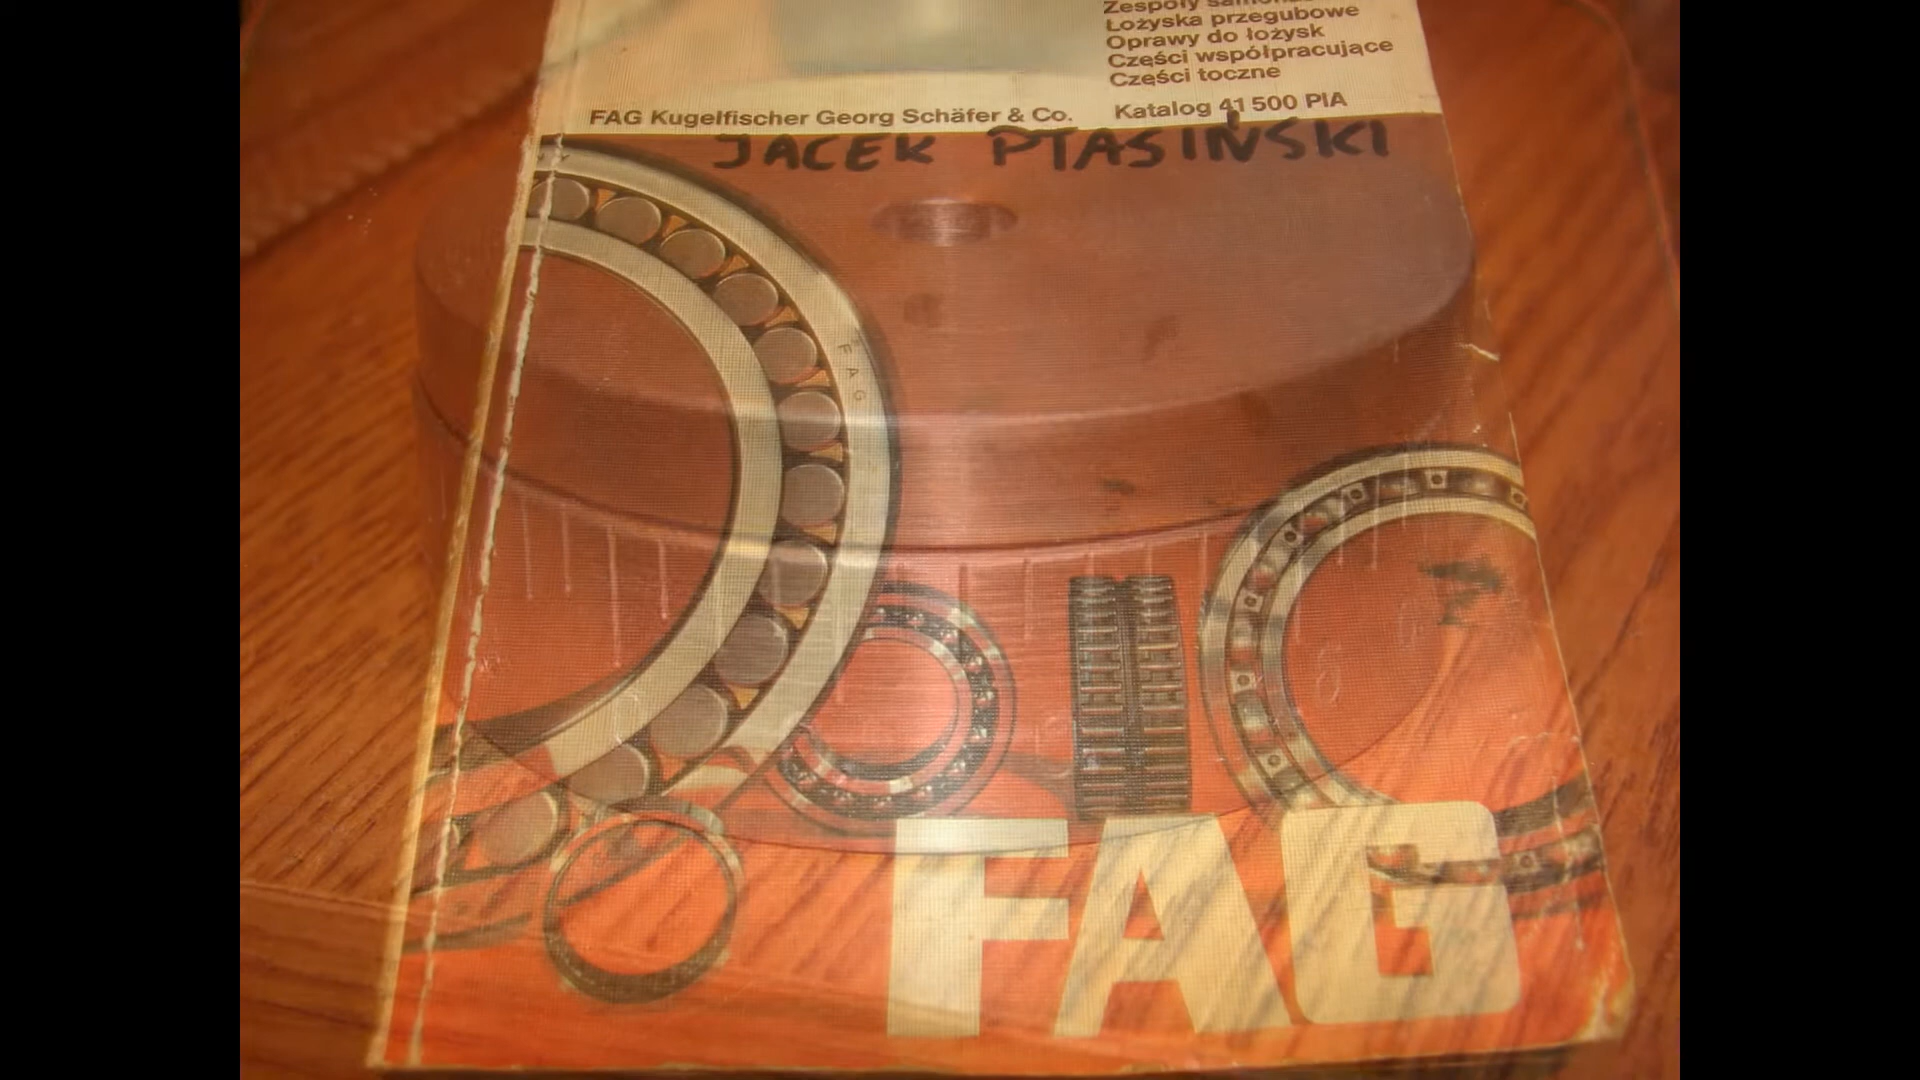 Zespoły
Łożyska przegubowe
Oprawy do łożysk
Części współpracujące
Części toczne
FAG Kugelfischer Georg Schäfer & Co.
Katalog 41 500 PIA
JACEK PTASIŃSKI
FAG
FAG